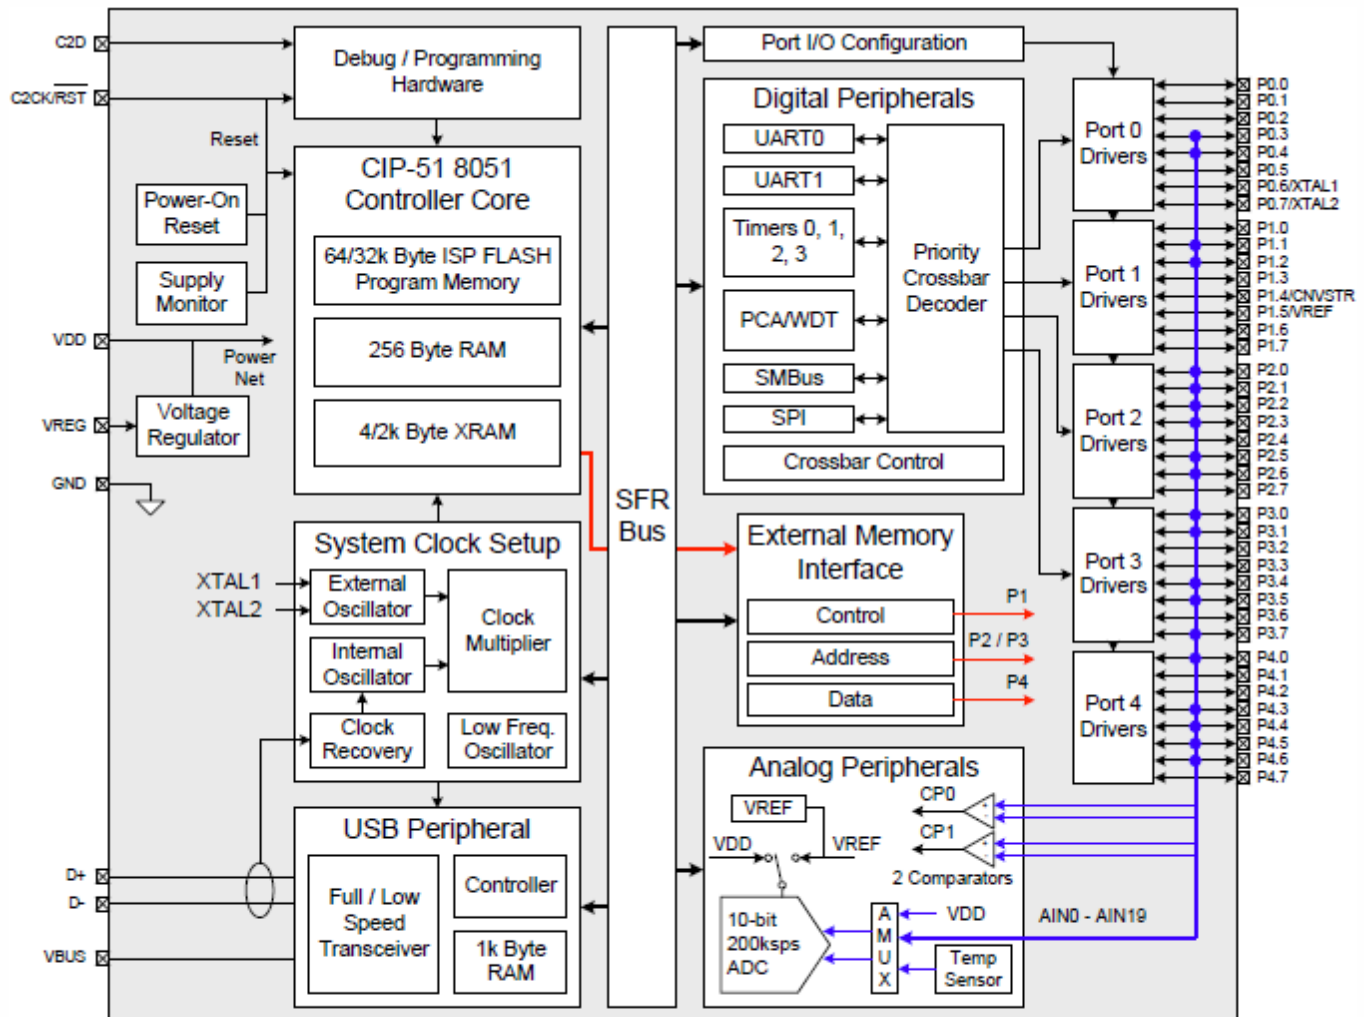 C2D
C2CK/RST
Debug / Programming
Hardware
Reset
Power-On
Reset
Supply
Monitor
VDD
Power
Net
VREG
Voltage
Regulator
GND
CIP-51 8051
Controller Core
64/32k Byte ISP FLASH
Program Memory
256 Byte RAM
4/2k Byte XRAM
System Clock Setup
XTAL1
XTAL2
External
Oscillator
Internal
Oscillator
Clock
Multiplier
Clock
Recovery
Low Freq.
Oscillator
USB Peripheral
D+
D-
VBUS
Full / Low
Speed
Transceiver
Controller
1k Byte
RAM
SFR
Bus
Port I/O Configuration
Digital Peripherals
UART0
UART1
Timers 0, 1,
2, 3
PCA/WDT
SMBus
SPI
Priority
Crossbar
Decoder
Crossbar Control
External Memory
Interface
Control
Address
Data
P1
P2 / P3
P4
Analog Peripherals
VREF
VDD
VREF
CP0
CP1
+
-
+
-
2 Comparators
10-bit
200ksps
ADC
A
M
U
X
VDD
Temp
Sensor
AIN0 - AIN19
Port 0
Drivers
Port 1
Drivers
Port 2
Drivers
Port 3
Drivers
Port 4
Drivers
P0.0
P0.1
P0.2
P0.3
P0.4
P0.5
P0.6/XTAL1
P0.7/XTAL2
P1.0
P1.1
P1.2
P1.3
P1.4/CNVSTR
P1.5/VREF
P1.6
P1.7
P2.0
P2.1
P2.2
P2.3
P2.4
P2.5
P2.6
P2.7
P3.0
P3.1
P3.2
P3.3
P3.4
P3.5
P3.6
P3.7
P4.0
P4.1
P4.2
P4.3
P4.4
P4.5
P4.6
P4.7